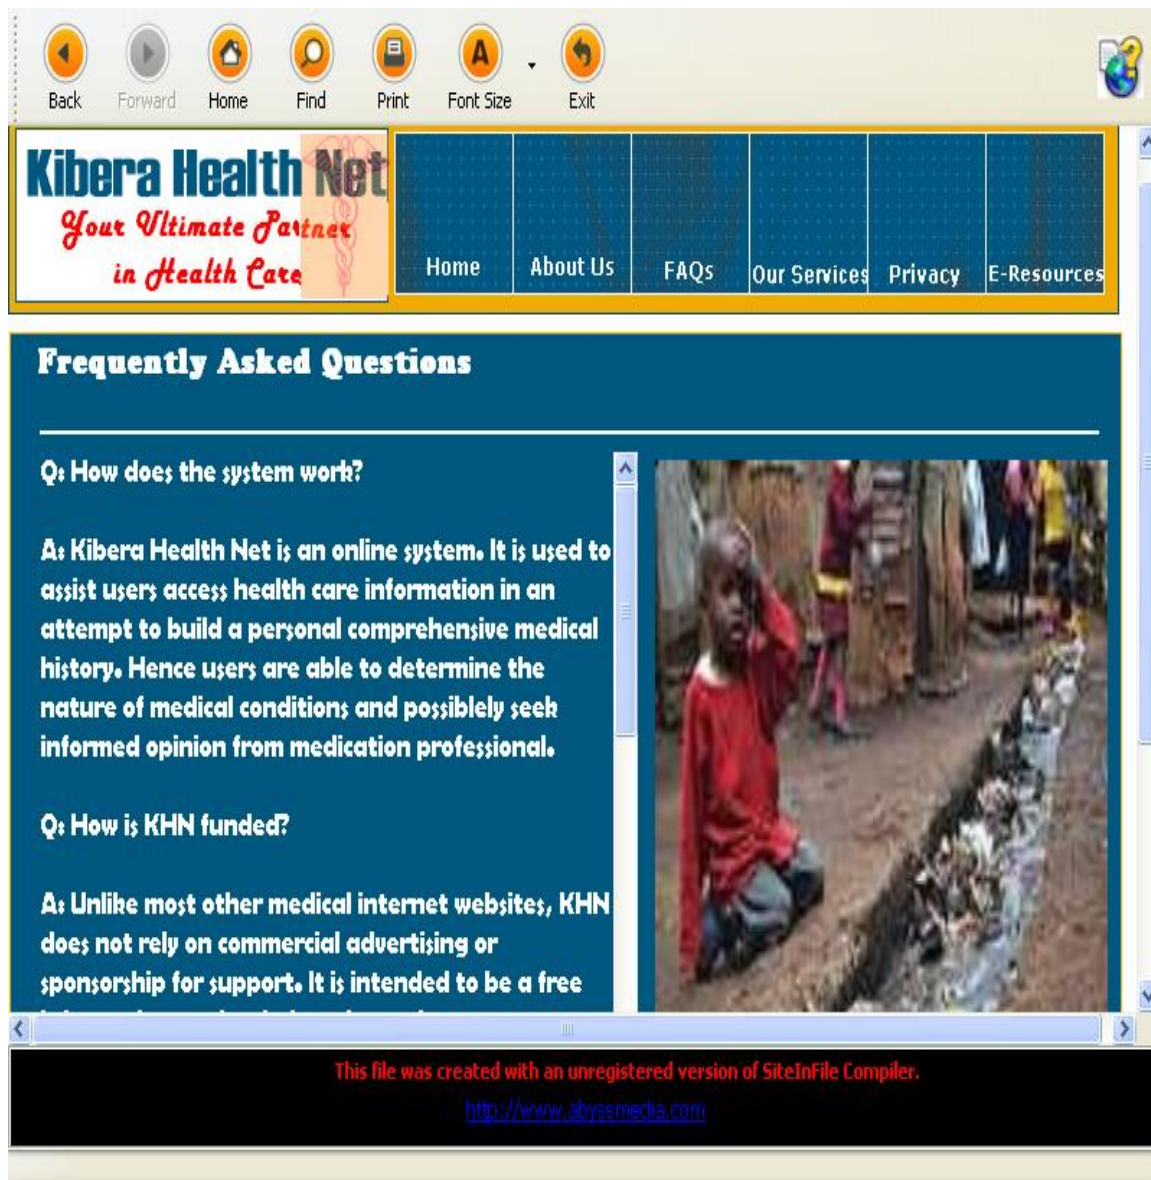 Back Forward Home Find Print Font Size Exit
Kibera Health Net
Your Ultimate Partner
in Health Care
Home About Us FAQs Our Services Privacy E-Resources
Frequently Asked Questions
Q: How does the system work?
A: Kibera Health Net is an online system. It is used to
assist users access health care information in an
attempt to build a personal comprehensive medical
history. Hence users are able to determine the
nature of medical conditions and possiblely seek
informed opinion from medication professional.
Q: How is KHN funded?
A: Unlike most other medical internet websites, KHN
does not rely on commercial advertising or
sponsorship for support. It is intended to be a free
This file was created with an unregistered version of SiteInFile Compiler.
http://www.abyssmedia.com